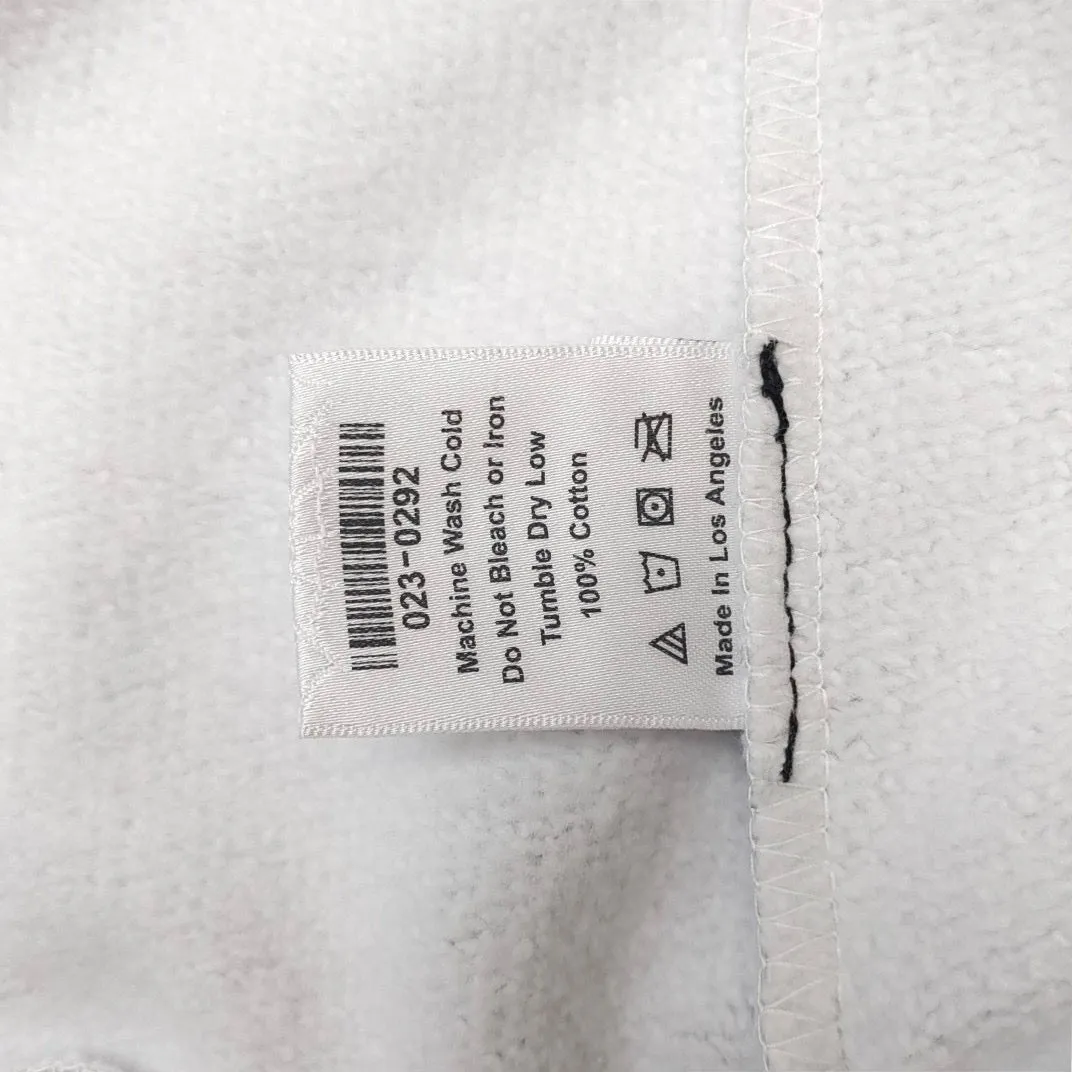 023-0292
Machine Wash Cold
Do Not Bleach or Iron
Tumble Dry Low
100% Cotton
Made In Los Angeles